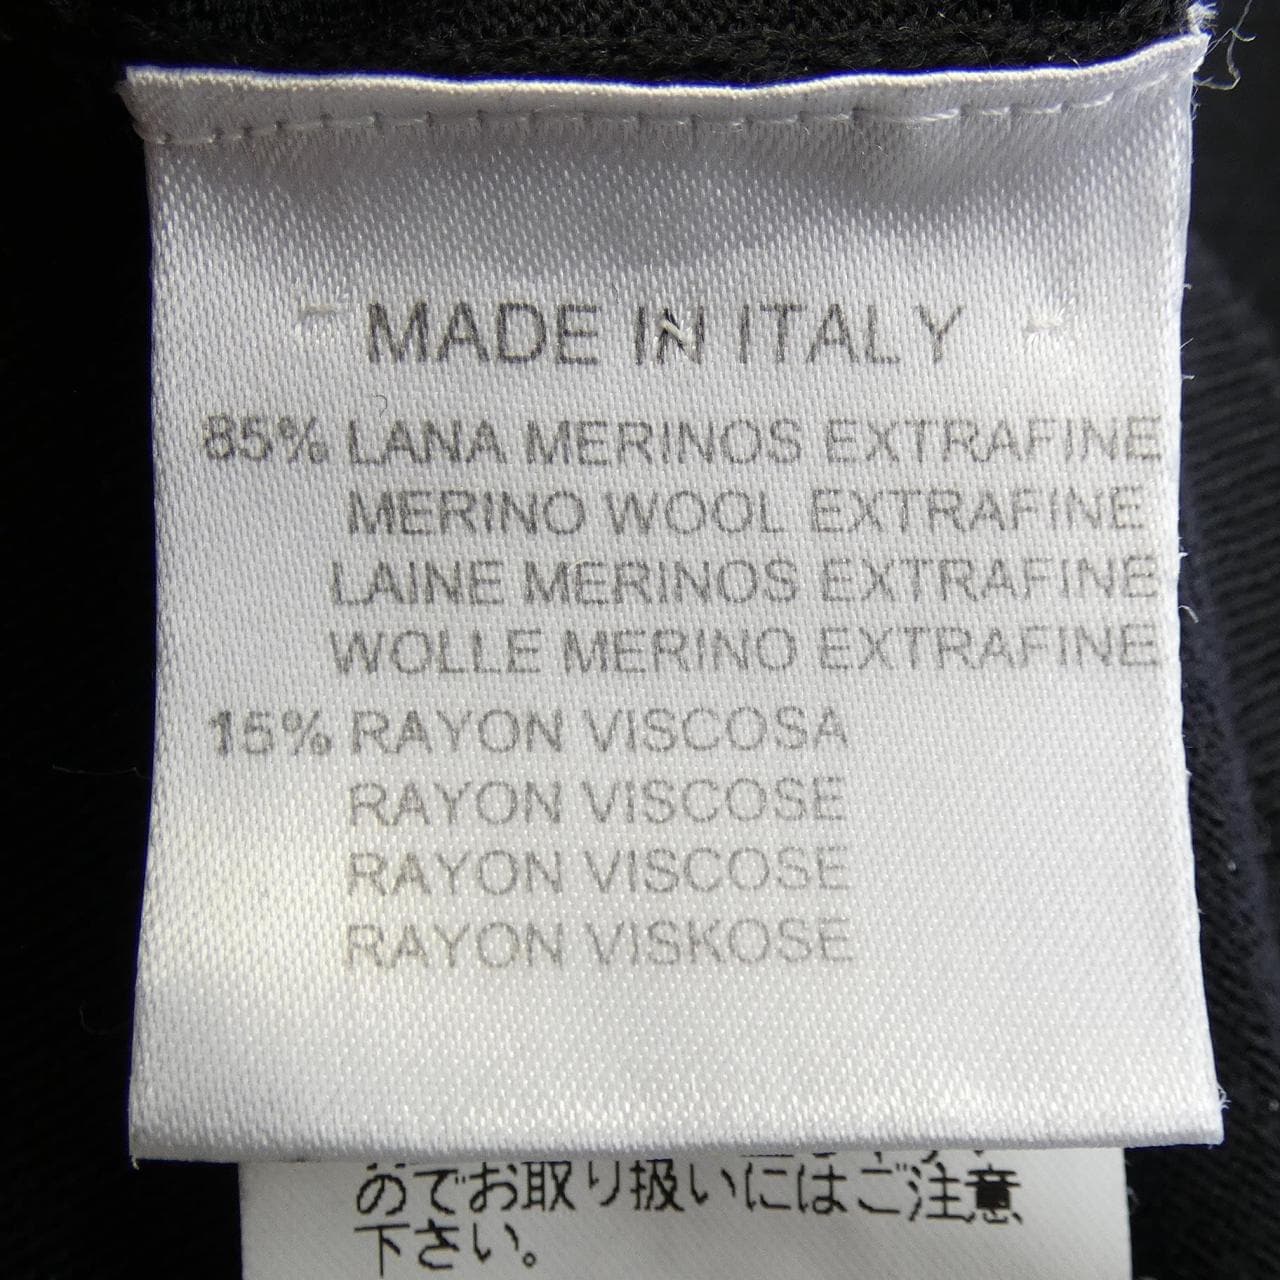 MADE IN ITALY
85% LANA MERINOS EXTRAFINE
MERINO WOOL EXTRAFINE
LAINE MERINOS EXTRAFINE
WOLLE MERINO EXTRAFINE
15% RAYON VISCOSA
RAYON VISCOSE
RAYON VISCOSE
RAYON VISKOSE
のでお取り扱いにはご注意
下さい。